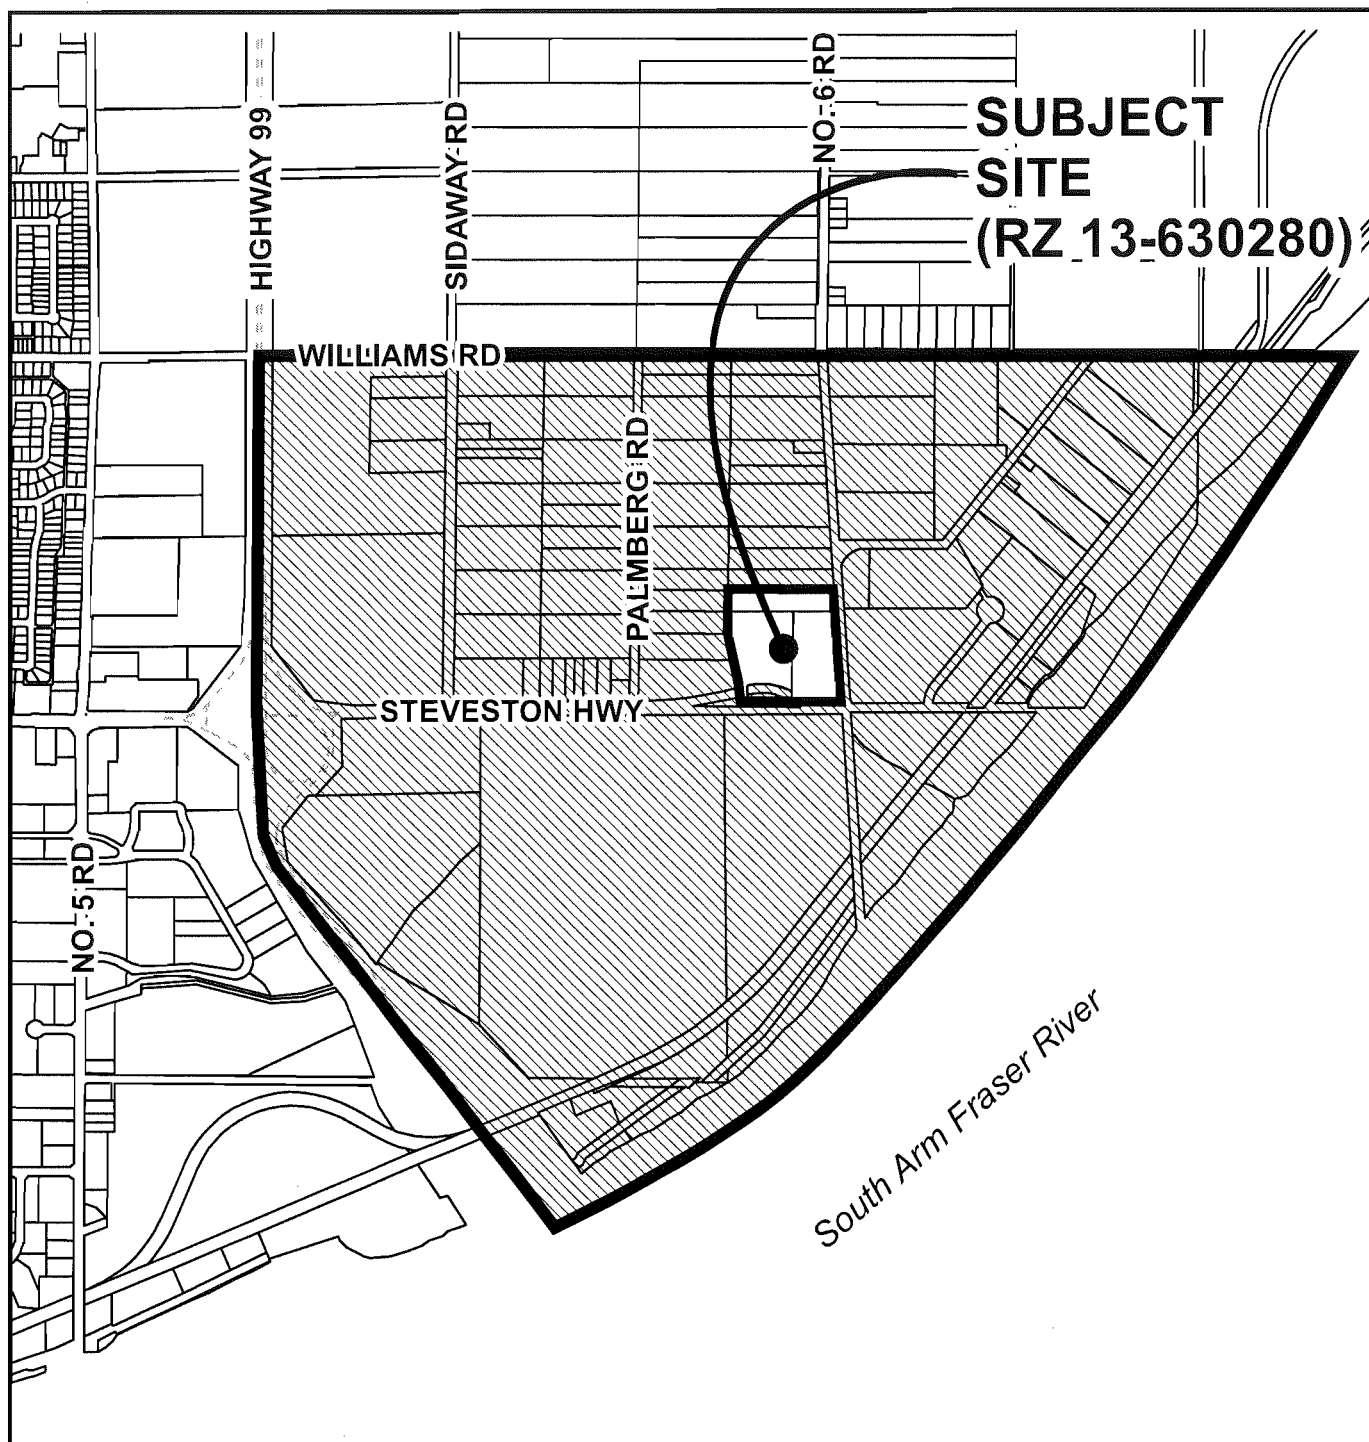 NO. 6 RD
SUBJECT
SITE
(RZ 13-630280)
HIGHWAY 99
SIDAWAY RD
WILLIAMS RD
PALMBERG RD
STEVESTON HWY
NO. 5 RD
South Arm Fraser River